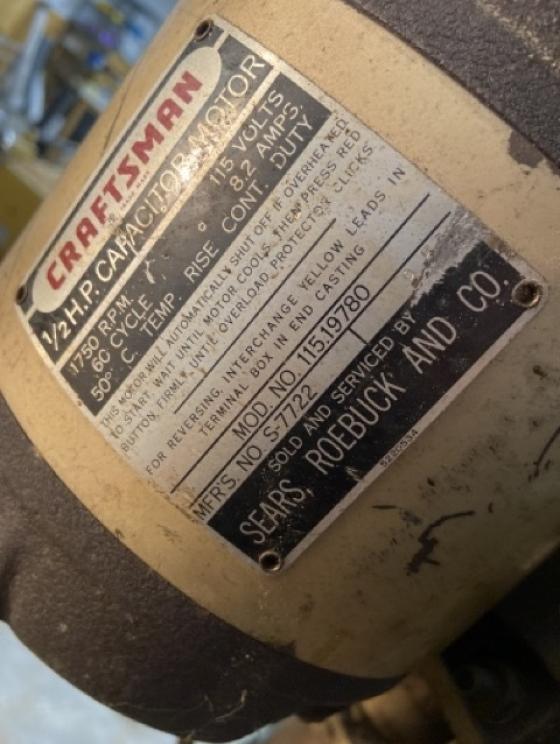 CRAFTSMAN
TRADE MARK
1/2 H.P. CAPACITOR MOTOR
1750 R.P.M. 115 VOLTS
60 CYCLE 8.2 AMPS.
50° C. TEMP. RISE CONT. DUTY
THIS MOTOR WILL AUTOMATICALLY SHUT OFF IF OVERHEATED.
TO START, WAIT UNTIL MOTOR COOLS, THEN PRESS RED
BUTTON FIRMLY UNTIL OVERLOAD PROTECTOR CLICKS.
FOR REVERSING, INTERCHANGE YELLOW LEADS IN
TERMINAL BOX IN END CASTING
MOD. NO. 115.19780
MFR'S. NO. S-7722
SOLD AND SERVICED BY
SEARS, ROEBUCK AND CO.
5220534